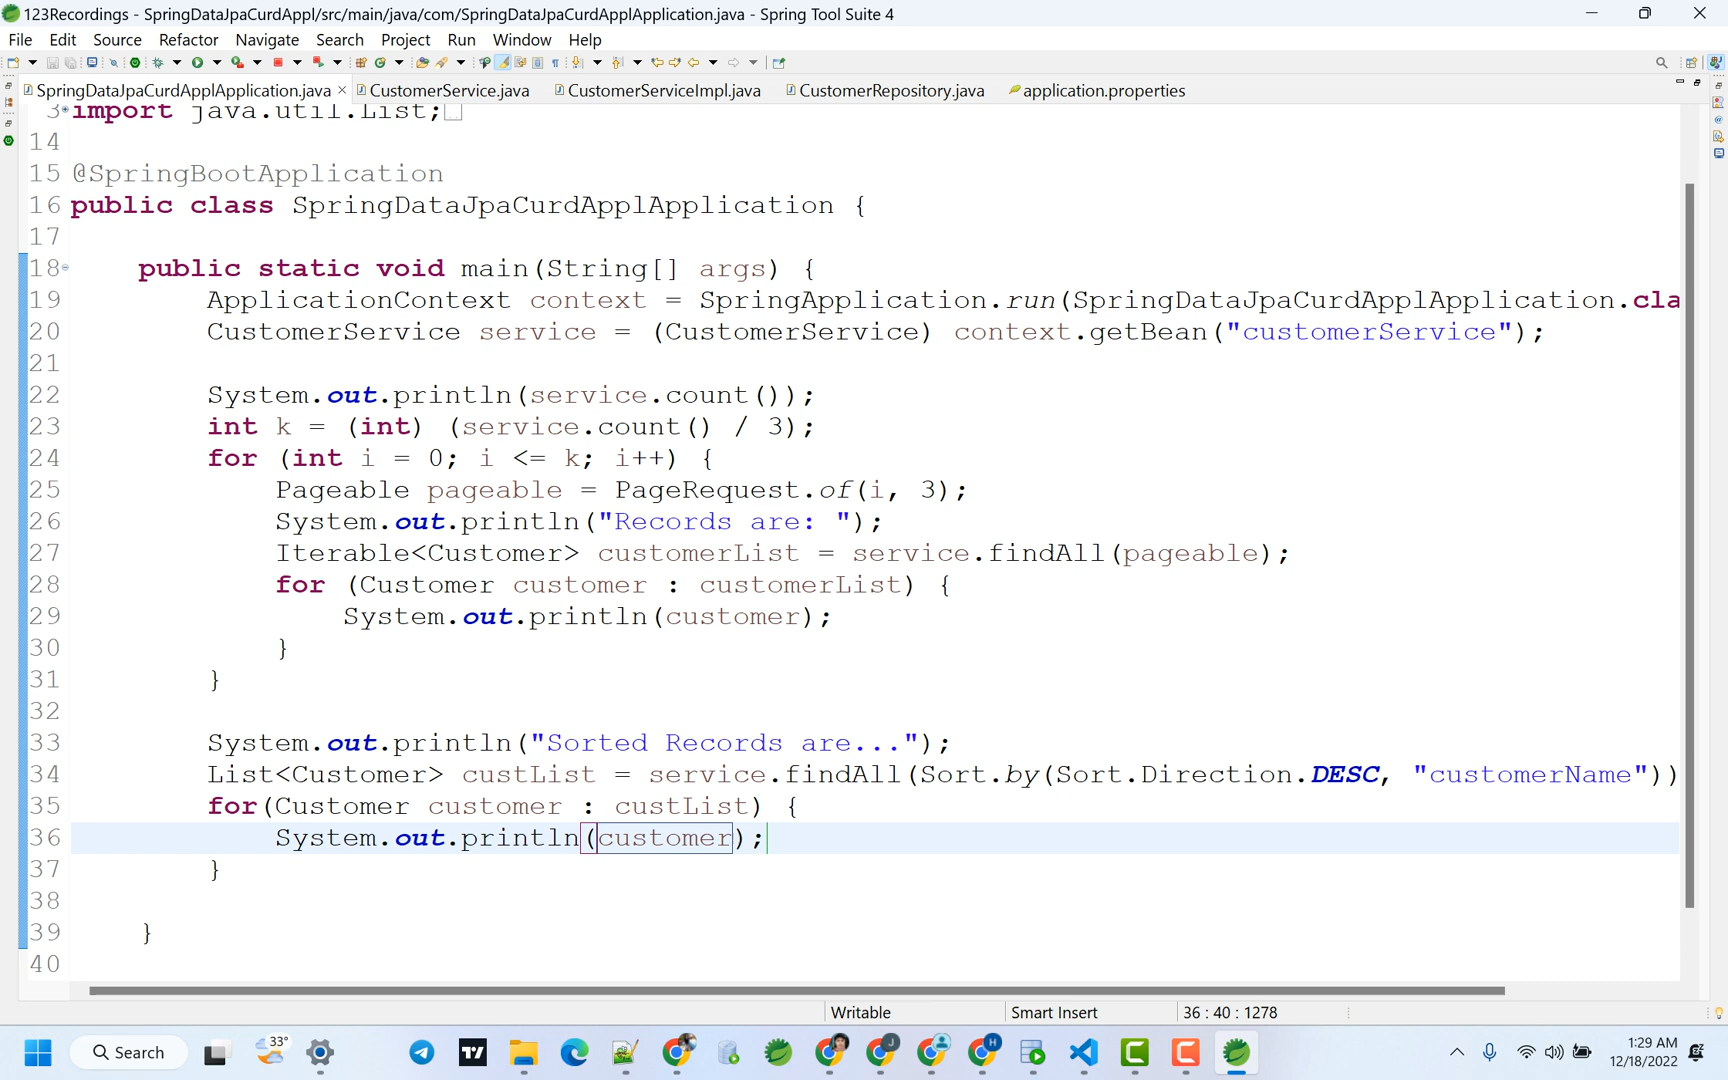 123Recordings - SpringDataJpaCurdAppl/src/main/java/com/SpringDataJpaCurdApplApplication.java - Spring Tool Suite 4
File Edit Source Refactor Navigate Search Project Run Window Help
SpringDataJpaCurdApplApplication.java CustomerService.java CustomerServiceImpl.java CustomerRepository.java application.properties
3 import java.util.List;
14
15 @SpringBootApplication
16 public class SpringDataJpaCurdApplApplication {
17
18 public static void main(String[] args) {
19 ApplicationContext context = SpringApplication.run(SpringDataJpaCurdApplApplication.cla
20 CustomerService service = (CustomerService) context.getBean("customerService");
21
22 System.out.println(service.count());
23 int k = (int) (service.count() / 3);
24 for (int i = 0; i <= k; i++) {
25 Pageable pageable = PageRequest.of(i, 3);
26 System.out.println("Records are: ");
27 Iterable<Customer> customerList = service.findAll(pageable);
28 for (Customer customer : customerList) {
29 System.out.println(customer);
30 }
31 }
32
33 System.out.println("Sorted Records are...");
34 List<Customer> custList = service.findAll(Sort.by(Sort.Direction.DESC, "customerName"))
35 for(Customer customer : custList) {
36 System.out.println(customer);
37 }
38
39 }
40
Writable Smart Insert 36 : 40 : 1278
Search 33° 1:29 AM
12/18/2022